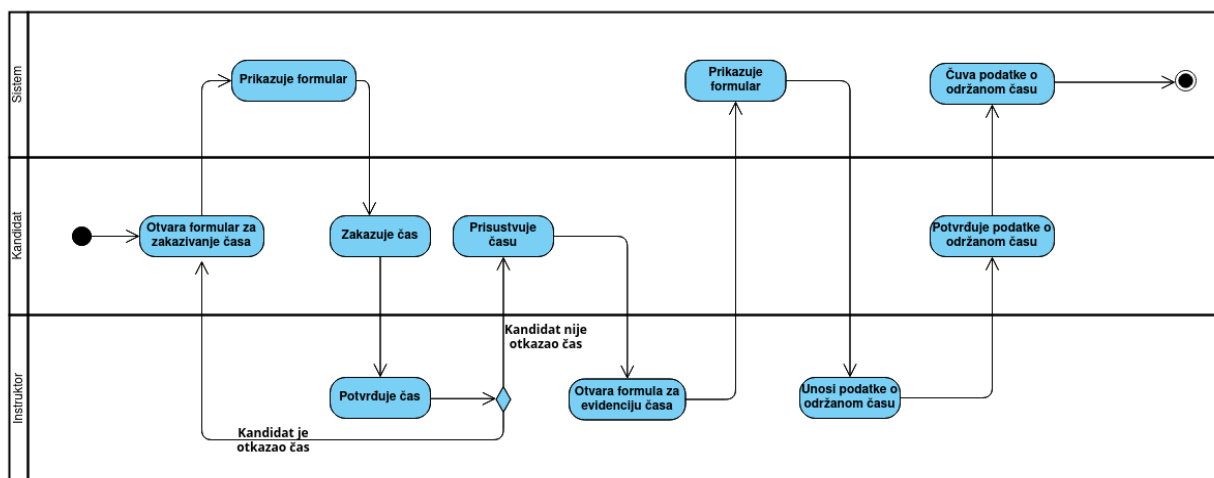 Sistem
Prikazuje formular
Prikazuje
formular
Čuva podatke o
održanom času
Kandidat
Otvara formular za
zakazivanje časa
Zakazuje čas
Prisustvuje
času
Potvrđuje podatke o
održanom času
Instruktor
Kandidat nije
otkazao čas
Potvrđuje čas
Otvara formula za
evidenciju časa
Unosi podatke o
održanom času
Kandidat je
otkazao čas